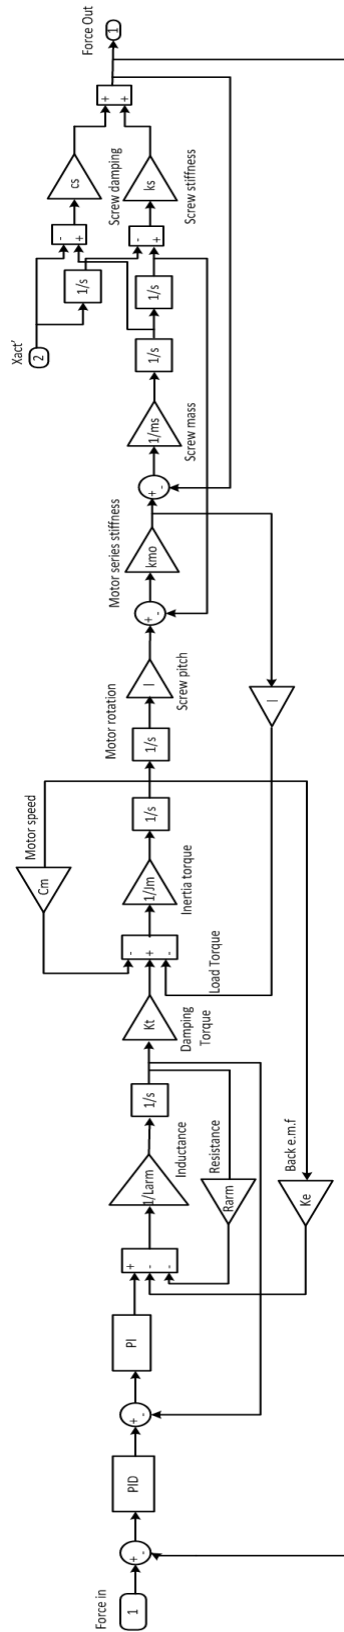 Force in
1
+
-
PID
+
-
PI
+
-
-
1/Larm
Inductance
1/s
Resistance
Rarm
Back e.m.f
Ke
Kt
Damping
Torque
-
+
-
Load Torque
Cm
Motor speed
1/Jm
Inertia torque
1/s
Motor rotation
1/s
l
Screw pitch
+
-
Motor series stiffness
kmo
l
+
-
1/ms
Screw mass
1/s
1/s
Xact'
2
1/s
-
+
-
+
cs
Screw damping
ks
Screw stiffness
+
+
Force Out
1